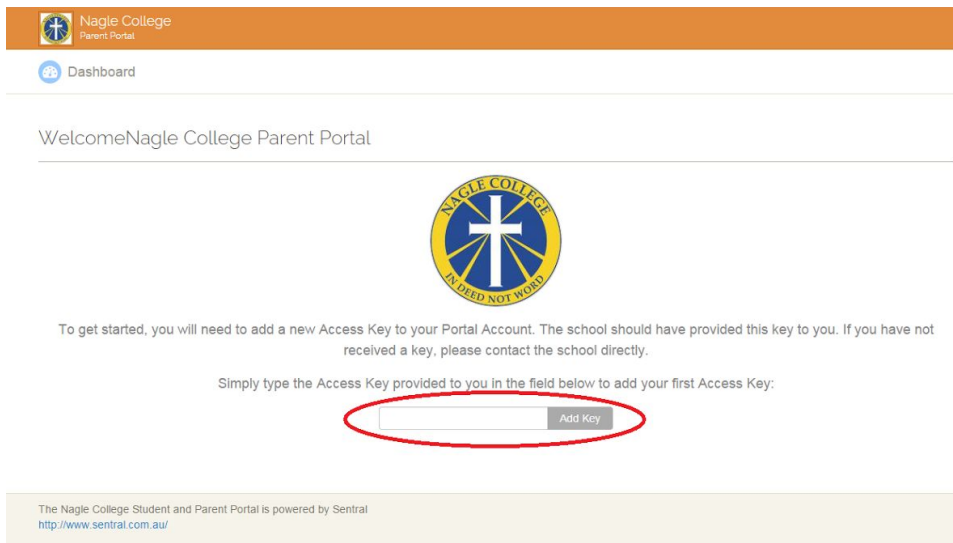 Nagle College
Parent Portal
Dashboard
WelcomeNagle College Parent Portal
NAGLE COLLEGE
IN DEED NOT WORD
To get started, you will need to add a new Access Key to your Portal Account. The school should have provided this key to you. If you have not
received a key, please contact the school directly.
Simply type the Access Key provided to you in the field below to add your first Access Key:
Add Key
The Nagle College Student and Parent Portal is powered by Sentral
http://www.sentral.com.au/